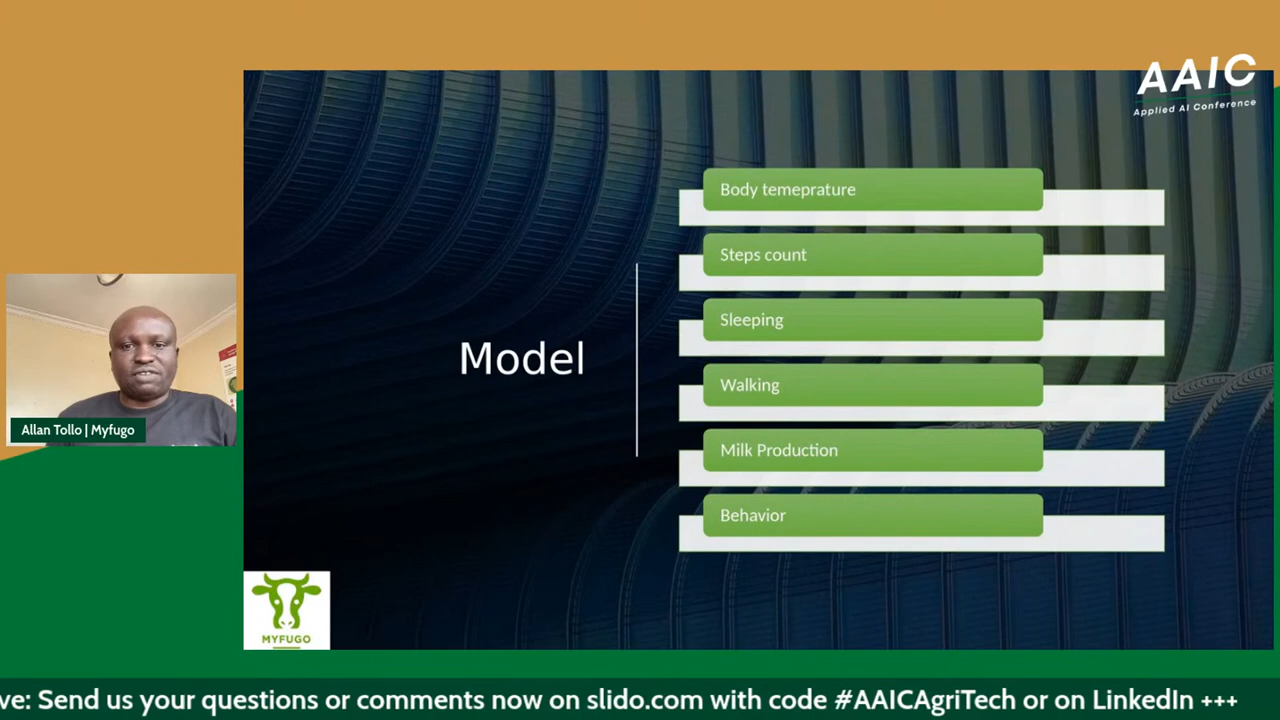 AAIC
Applied AI Conference
Body temeprature
Steps count
Sleeping
Model
Walking
Milk Production
Behavior
Allan Tollo | Myfugo
MYFUGO
ve: Send us your questions or comments now on slido.com with code #AAICAgriTech or on LinkedIn +++